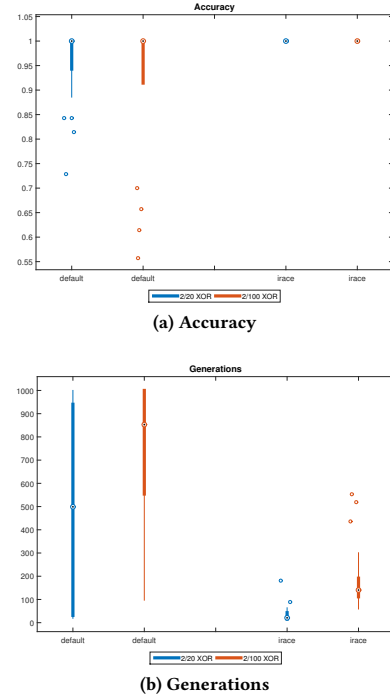 Accuracy
1.05
1
0.95
0.9
0.85
0.8
0.75
0.7
0.65
0.6
0.55
default default irace irace
2/20 XOR 2/100 XOR
(a) Accuracy
Generations
1000
900
800
700
600
500
400
300
200
100
0
default default irace irace
2/20 XOR 2/100 XOR
(b) Generations